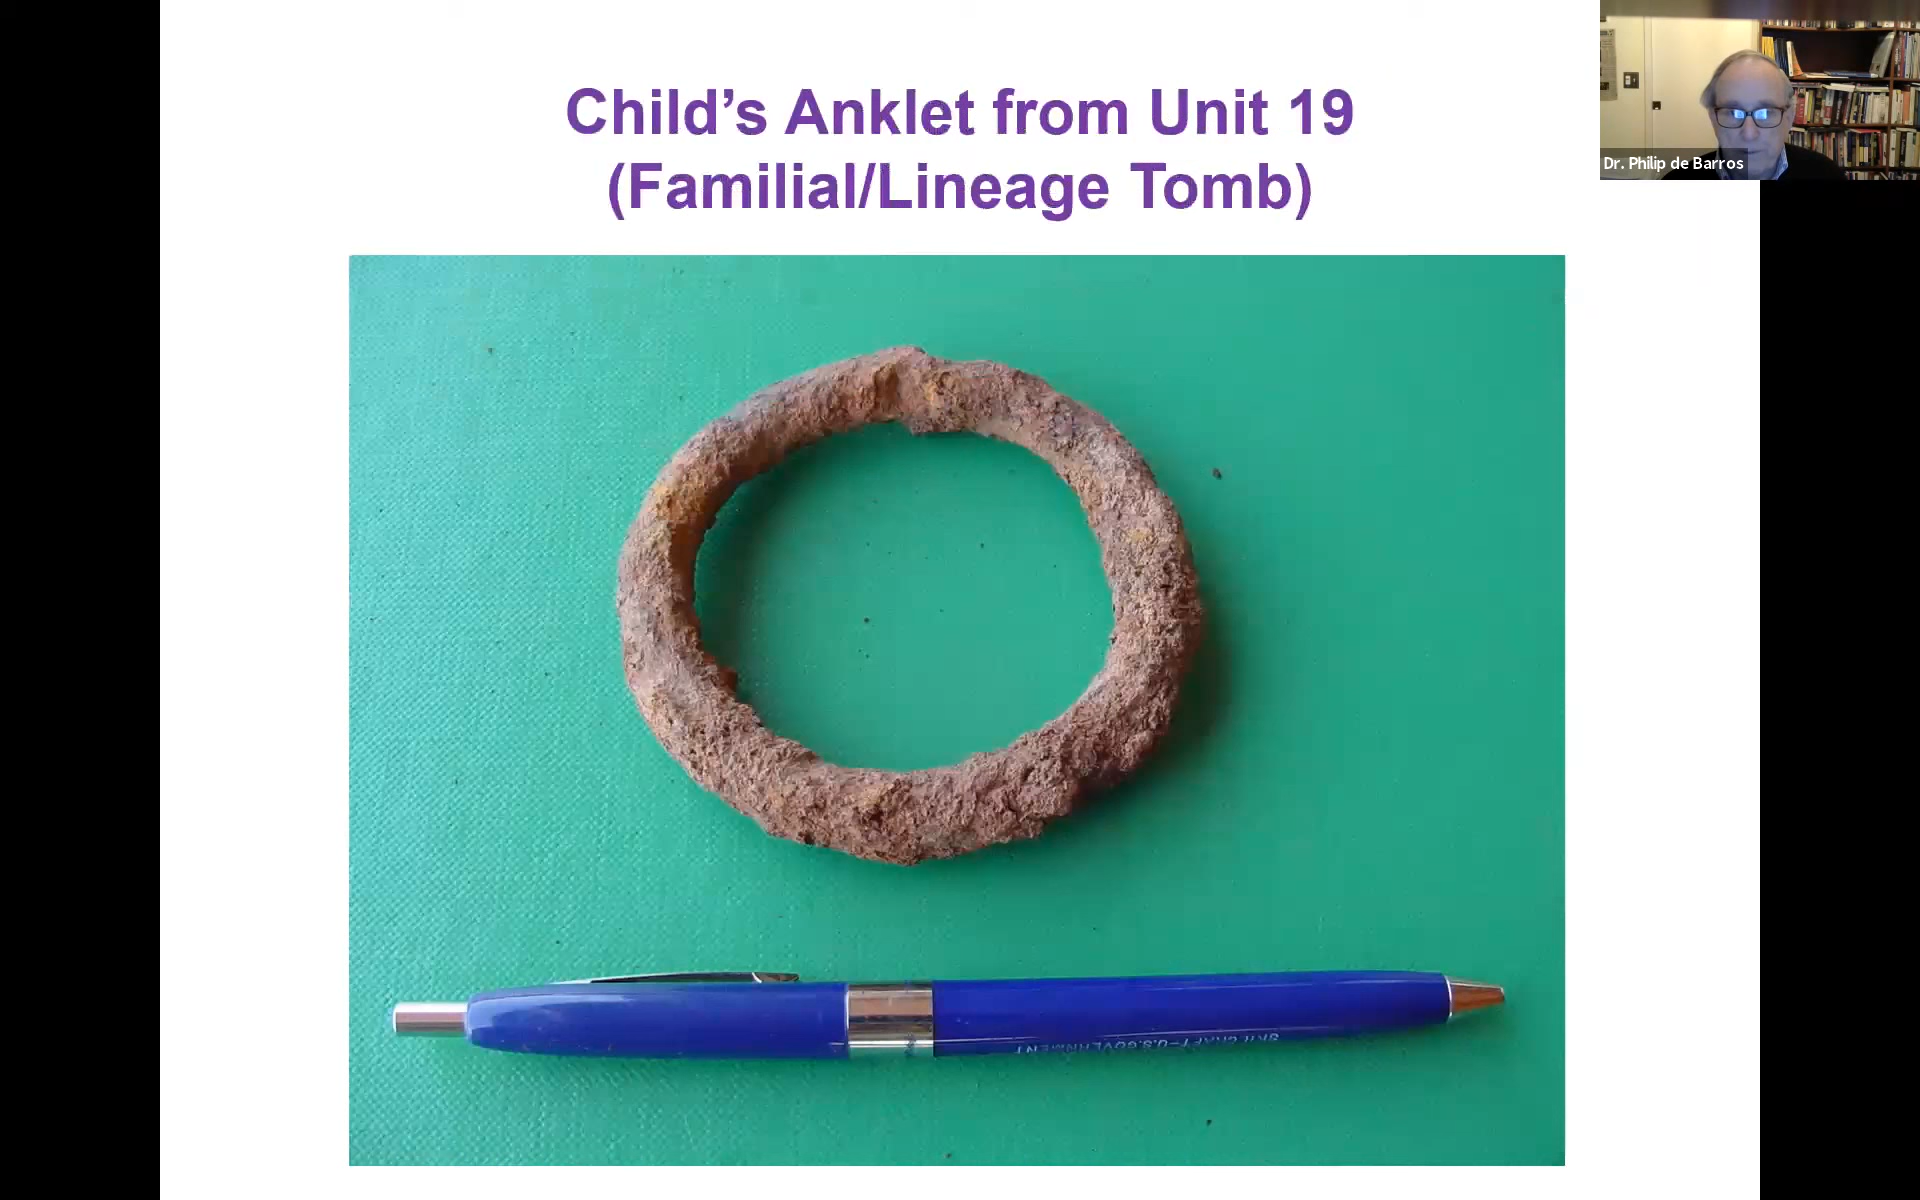 Child’s Anklet from Unit 19
(Familial/Lineage Tomb)
Dr. Philip de Barros
SKILCRAFT-U.S.GOVERNMENT